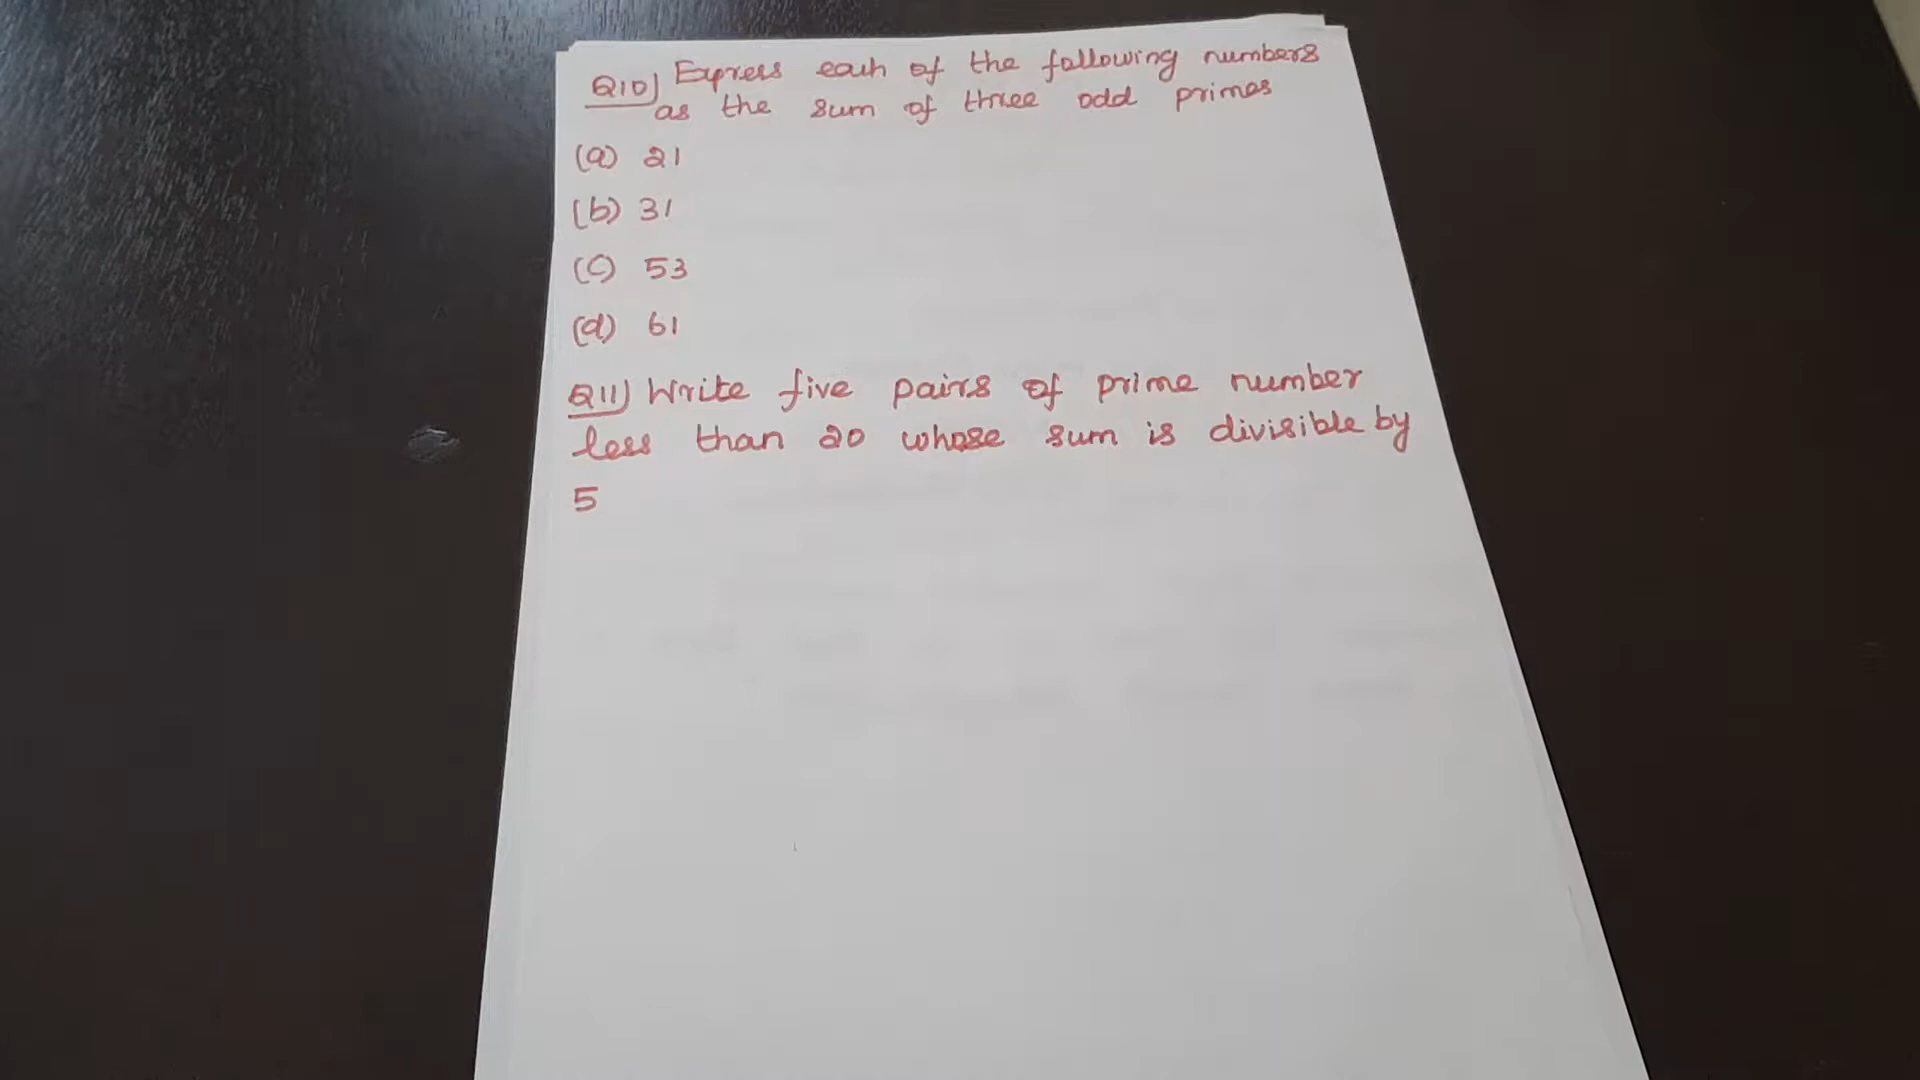 Q10) Express each of the following numbers
as the sum of three odd primes
(a) 21
(b) 31
(c) 53
(d) 61
Q11) Write five pairs of prime number
less than 20 whose sum is divisible by
5